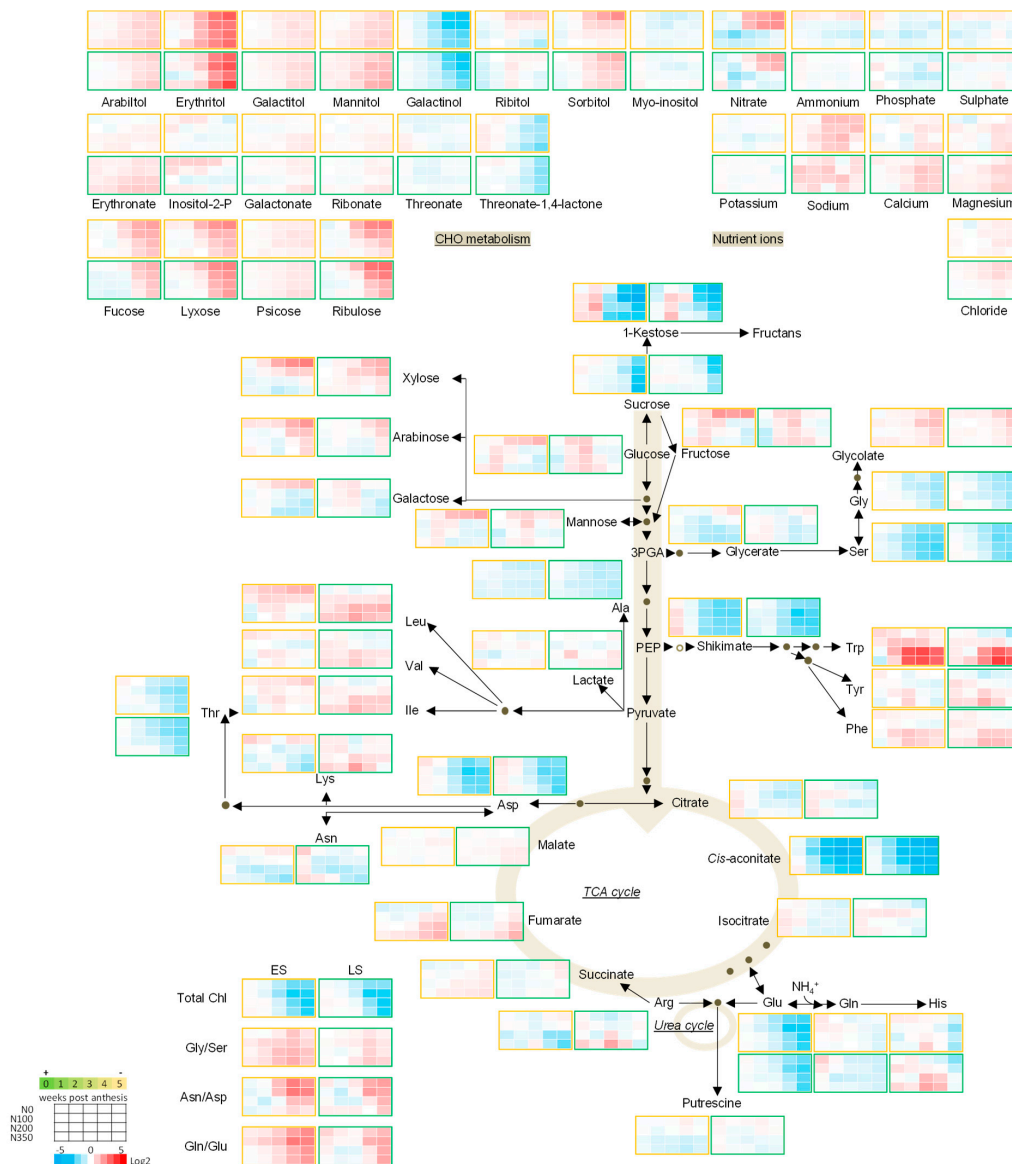 Arabiltol Erythritol Galactitol Mannitol Galactinol Ribitol Sorbitol Myo-inositol Nitrate Ammonium Phosphate Sulphate
Potassium Sodium Calcium Magnesium
Erythronate Inositol-2-P Galactonate Ribonate Threonate Threonate-1,4-lactone
CHO metabolism Nutrient ions
Fucose Lyxose Psicose Ribulose Chloride
1-Kestose Fructans
Xylose
Sucrose
Arabinose
Glucose Fructose
Glycolate
Gly
Galactose
Mannose
3PGA Glycerate Ser
Ala
Leu
PEP Shikimate Trp
Val
Lactate
Tyr
Thr Ile Pyruvate
Phe
Lys
Asp Citrate
Asn
Malate
Cis-aconitate
TCA cycle
Fumarate Isocitrate
ES LS
Succinate
NH4+
Total Chl
Arg Glu Gln His
Urea cycle
Gly/Ser
+ -
0 1 2 3 4 5
weeks post anthesis
Asn/Asp
Putrescine
N0
N100
N200
N350
Gln/Glu
-5 0 5
Log2